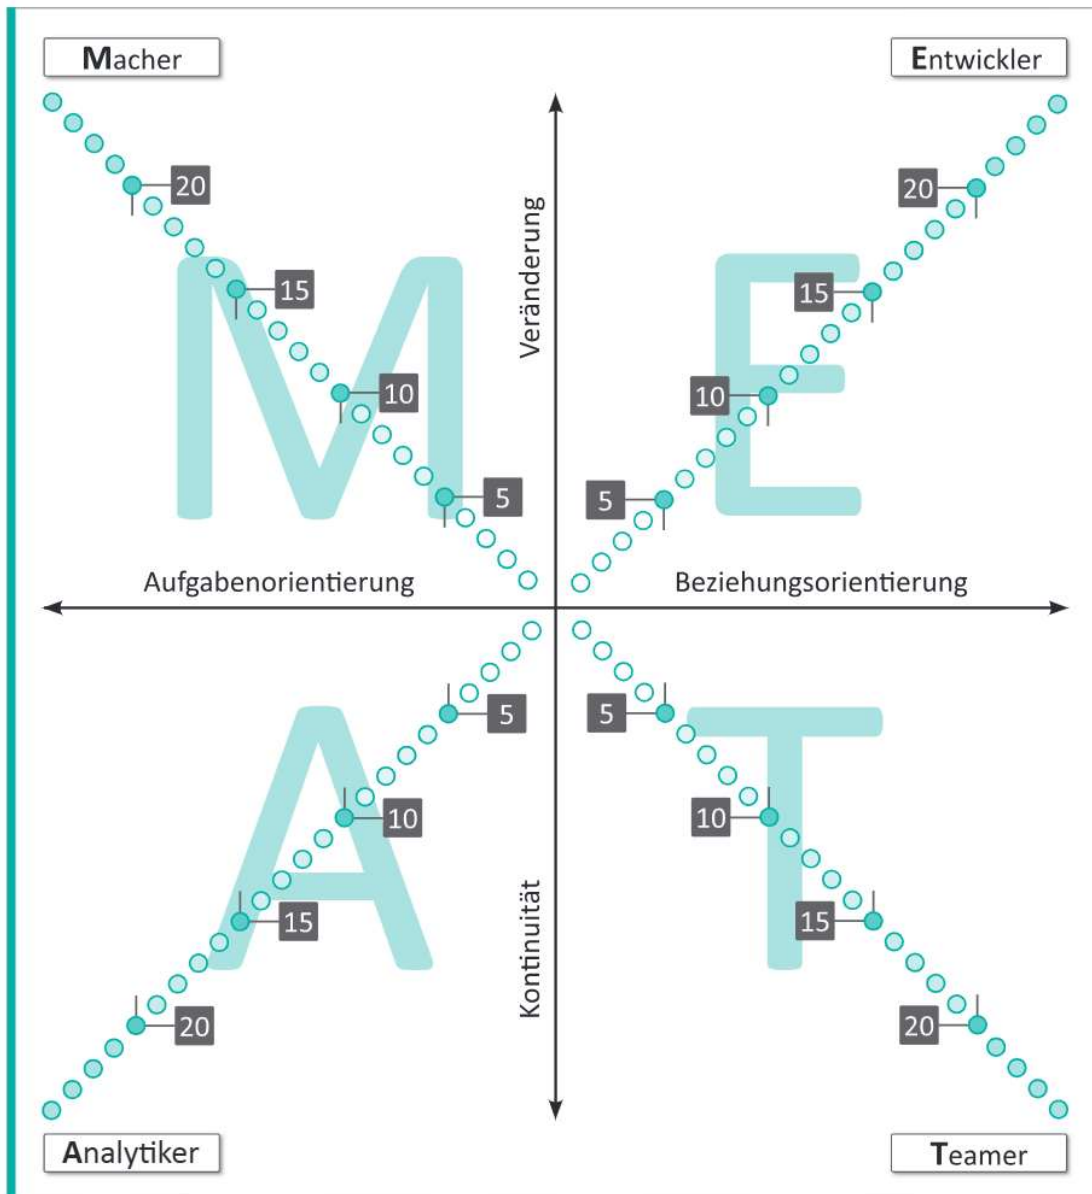 Macher
Entwickler
20
20
15
15
Veränderung
M
E
10
10
5
5
Aufgabenorientierung
Beziehungsorientierung
5
5
A
T
10
10
15
15
Kontinuität
20
20
Analytiker
Teamer